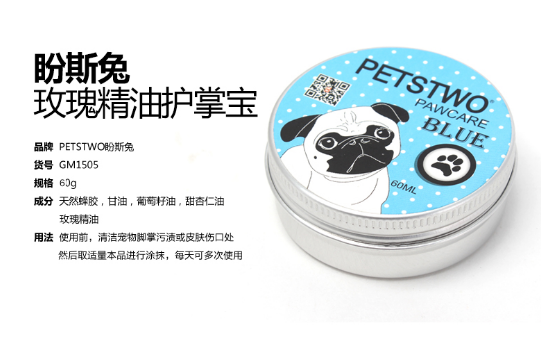 盼斯兔
玫瑰精油护掌宝
品牌 PETSTWO盼斯兔
货号 GM1505
规格 60g
成分 天然蜂胶，甘油，葡萄籽油，甜杏仁油
玫瑰精油
用法 使用前，清洁宠物脚掌污渍或皮肤伤口处
然后取适量本品进行涂抹，每天可多次使用
PETSTWO®
PAWCARE
BLUE
60ML